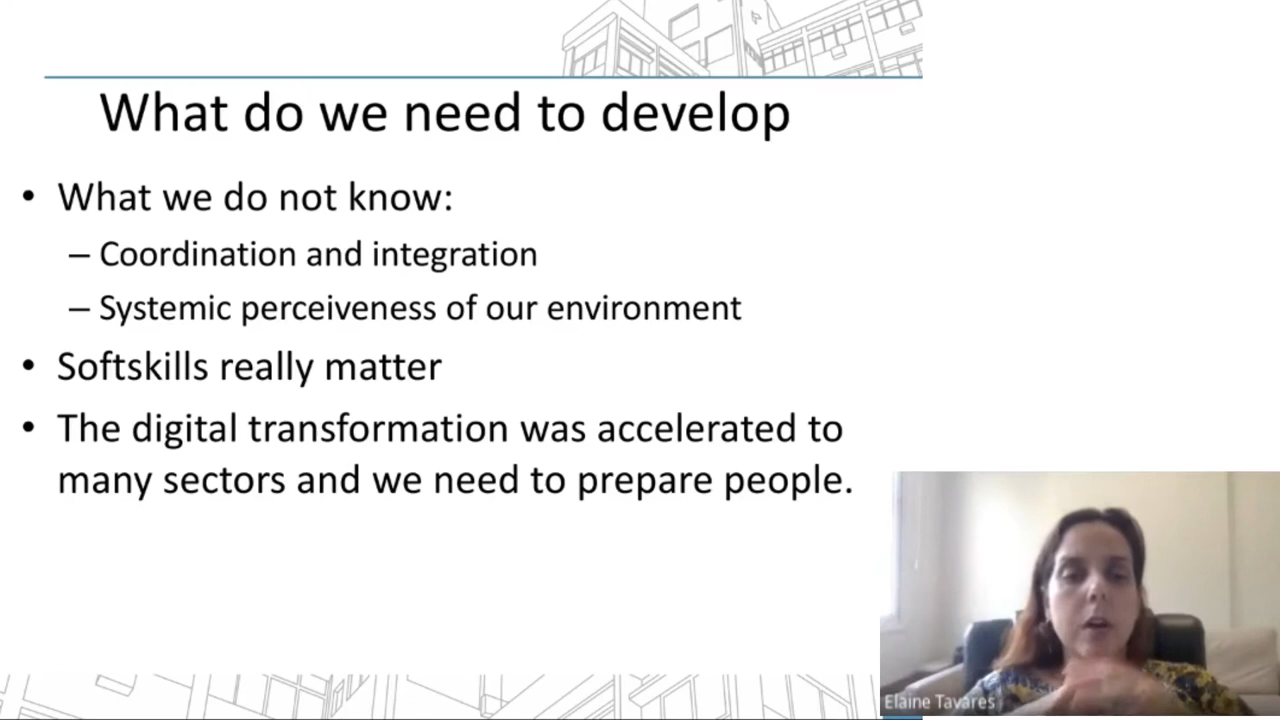 What do we need to develop
• What we do not know:
– Coordination and integration
– Systemic perceiveness of our environment
• Softskills really matter
• The digital transformation was accelerated to
many sectors and we need to prepare people.
Elaine Tavares